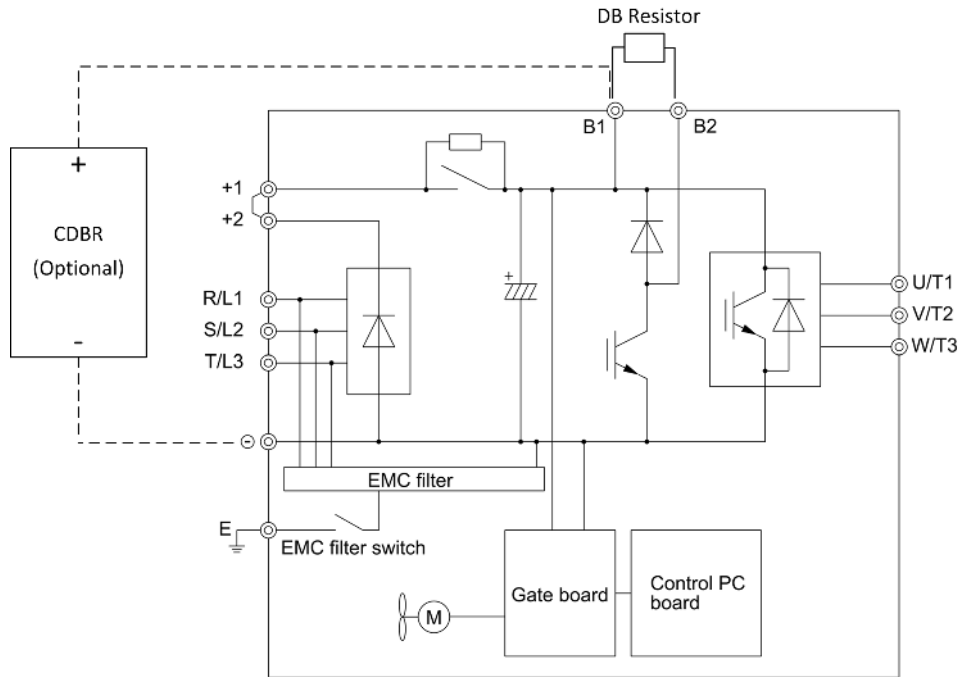 DB Resistor
B1
B2
+
CDBR
(Optional)
-
+1
+2
+
R/L1
S/L2
T/L3
U/T1
V/T2
W/T3
⊖
EMC filter
E
EMC filter switch
Gate board
Control PC
board
M